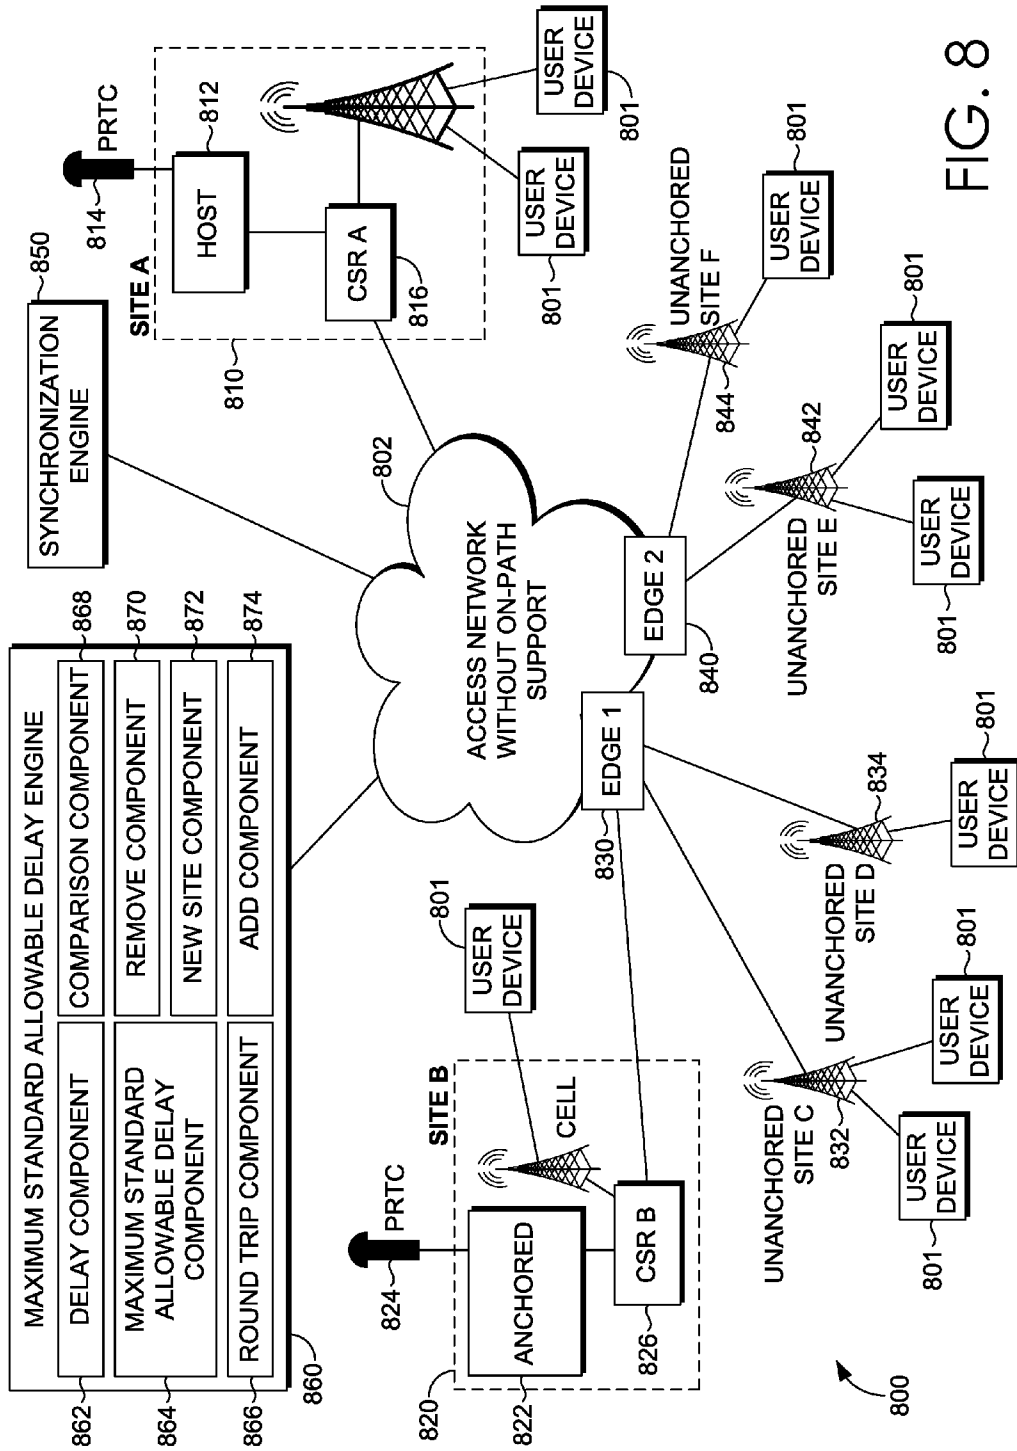 MAXIMUM STANDARD ALLOWABLE DELAY ENGINE
862
DELAY COMPONENT
COMPARISON COMPONENT
868
864
MAXIMUM STANDARD
ALLOWABLE DELAY
COMPONENT
REMOVE COMPONENT
870
NEW SITE COMPONENT
872
866
ROUND TRIP COMPONENT
ADD COMPONENT
874
860
SYNCHRONIZATION
ENGINE
850
814
PRTC
SITE A
HOST
812
CSR A
816
810
USER
DEVICE
801
USER
DEVICE
801
802
ACCESS NETWORK
WITHOUT ON-PATH
SUPPORT
824
PRTC
SITE B
820
ANCHORED
822
CELL
CSR B
826
USER
DEVICE
801
EDGE 1
830
EDGE 2
840
UNANCHORED
SITE C
832
USER
DEVICE
801
USER
DEVICE
801
UNANCHORED
SITE D
834
USER
DEVICE
801
UNANCHORED
SITE E
842
USER
DEVICE
801
USER
DEVICE
801
UNANCHORED
SITE F
844
USER
DEVICE
801
800
FIG. 8